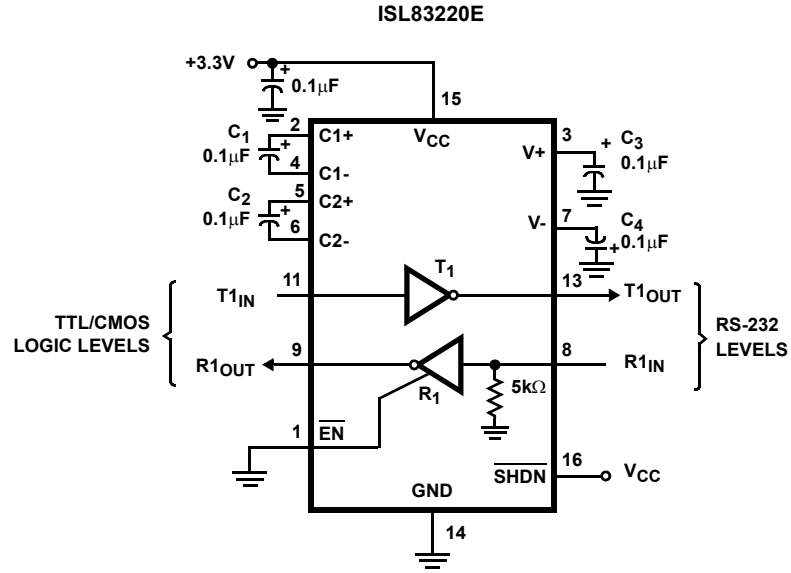 ISL83220E
+3.3V
+
0.1μF
15
2
C1
0.1μF
+
C1+
VCC
3
V+
+
C3
0.1μF
4
C1-
C2
0.1μF
5
+
C2+
6
C2-
7
V-
C4
+
0.1μF
T1
11
T1IN
13
T1OUT
TTL/CMOS
LOGIC LEVELS
RS-232
LEVELS
9
R1OUT
R1
5kΩ
8
R1IN
1
EN
SHDN
16
VCC
GND
14